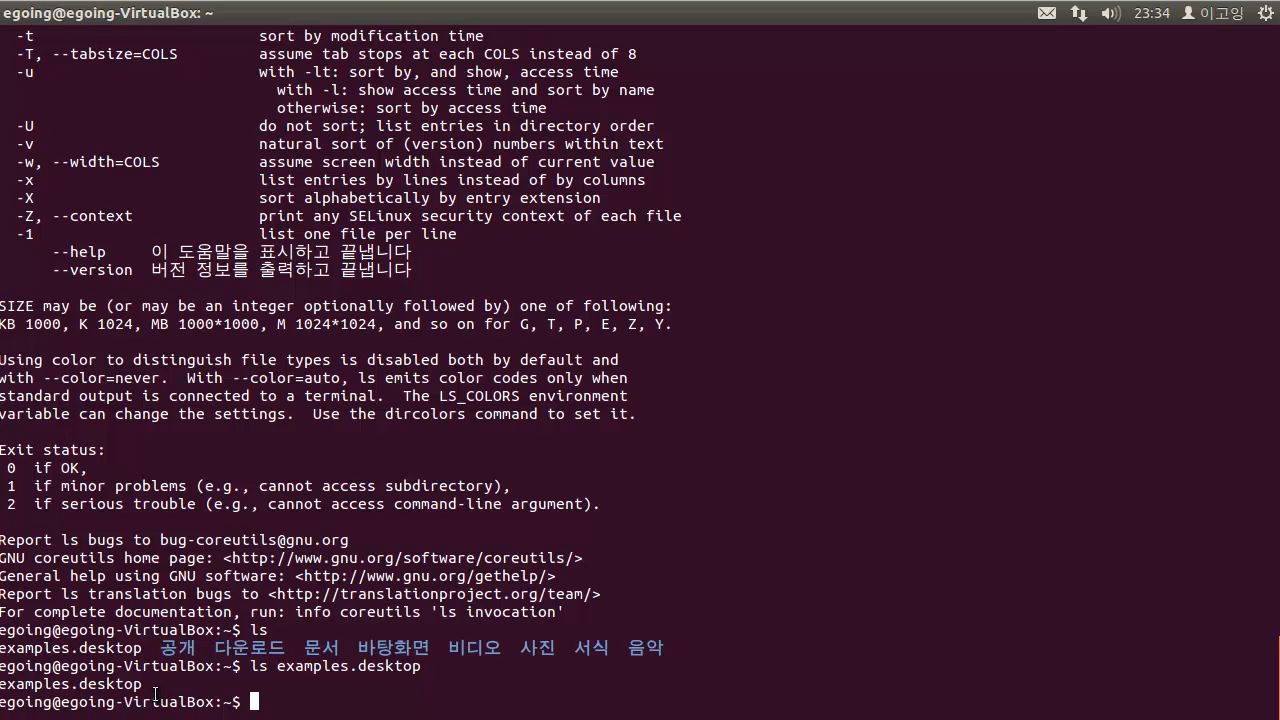 egoing@egoing-VirtualBox: ~ 23:34 이고잉
-t sort by modification time
-T, --tabsize=COLS assume tab stops at each COLS instead of 8
-u with -lt: sort by, and show, access time
with -l: show access time and sort by name
otherwise: sort by access time
-U do not sort; list entries in directory order
-v natural sort of (version) numbers within text
-w, --width=COLS assume screen width instead of current value
-x list entries by lines instead of by columns
-X sort alphabetically by entry extension
-Z, --context print any SELinux security context of each file
-1 list one file per line
--help 이 도움말을 표시하고 끝냅니다
--version 버전 정보를 출력하고 끝냅니다
SIZE may be (or may be an integer optionally followed by) one of following:
KB 1000, K 1024, MB 1000*1000, M 1024*1024, and so on for G, T, P, E, Z, Y.
Using color to distinguish file types is disabled both by default and
with --color=never.  With --color=auto, ls emits color codes only when
standard output is connected to a terminal.  The LS_COLORS environment
variable can change the settings.  Use the dircolors command to set it.
Exit status:
0 if OK,
1 if minor problems (e.g., cannot access subdirectory),
2 if serious trouble (e.g., cannot access command-line argument).
Report ls bugs to bug-coreutils@gnu.org
GNU coreutils home page: <http://www.gnu.org/software/coreutils/>
General help using GNU software: <http://www.gnu.org/gethelp/>
Report ls translation bugs to <http://translationproject.org/team/>
For complete documentation, run: info coreutils 'ls invocation'
egoing@egoing-VirtualBox:~$ ls
examples.desktop 공개 다운로드 문서 바탕화면 비디오 사진 서식 음악
egoing@egoing-VirtualBox:~$ ls examples.desktop
examples.desktop
egoing@egoing-VirtualBox:~$